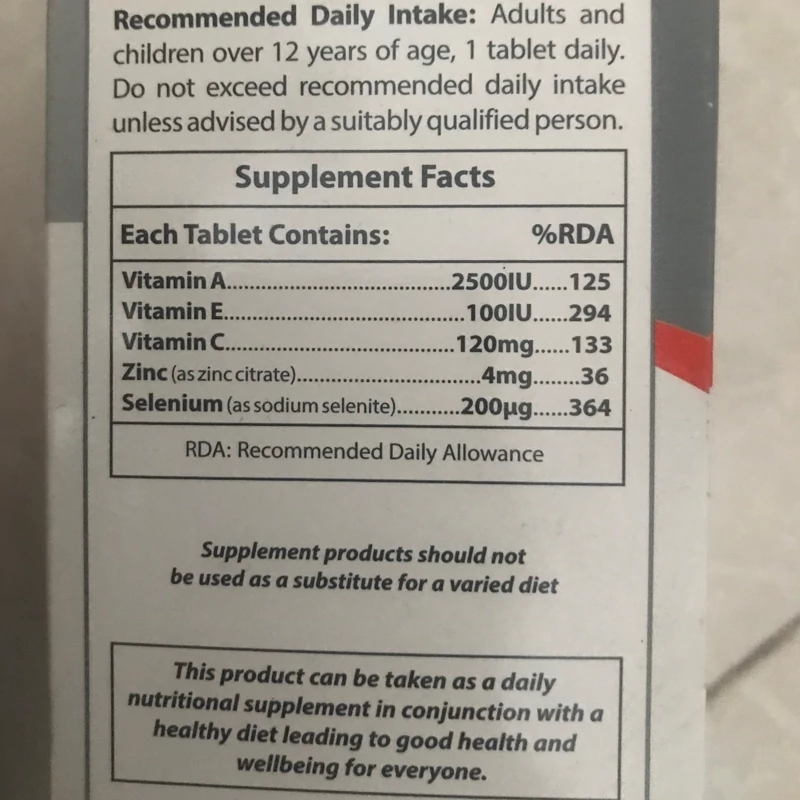 Recommended Daily Intake: Adults and
children over 12 years of age, 1 tablet daily.
Do not exceed recommended daily intake
unless advised by a suitably qualified person.
Supplement Facts
Each Tablet Contains: %RDA
Vitamin A..............................2500IU......125
Vitamin E................................100IU......294
Vitamin C..............................120mg......133
Zinc (as zinc citrate)........................4mg........36
Selenium (as sodium selenite)...........200µg......364
RDA: Recommended Daily Allowance
Supplement products should not
be used as a substitute for a varied diet
This product can be taken as a daily
nutritional supplement in conjunction with a
healthy diet leading to good health and
wellbeing for everyone.